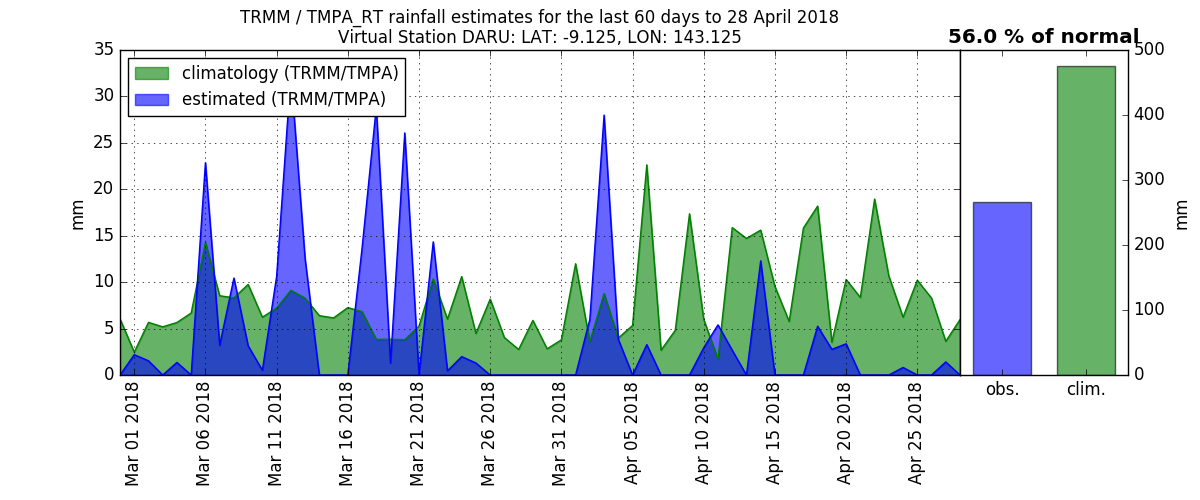 TRMM / TMPA_RT rainfall estimates for the last 60 days to 28 April 2018
Virtual Station DARU: LAT: -9.125, LON: 143.125
56.0 % of normal
climatology (TRMM/TMPA)
estimated (TRMM/TMPA)
mm
35
30
25
20
15
10
5
0
Mar 01 2018
Mar 06 2018
Mar 11 2018
Mar 16 2018
Mar 21 2018
Mar 26 2018
Mar 31 2018
Apr 05 2018
Apr 10 2018
Apr 15 2018
Apr 20 2018
Apr 25 2018
obs.
clim.
500
400
300
200
100
0
mm